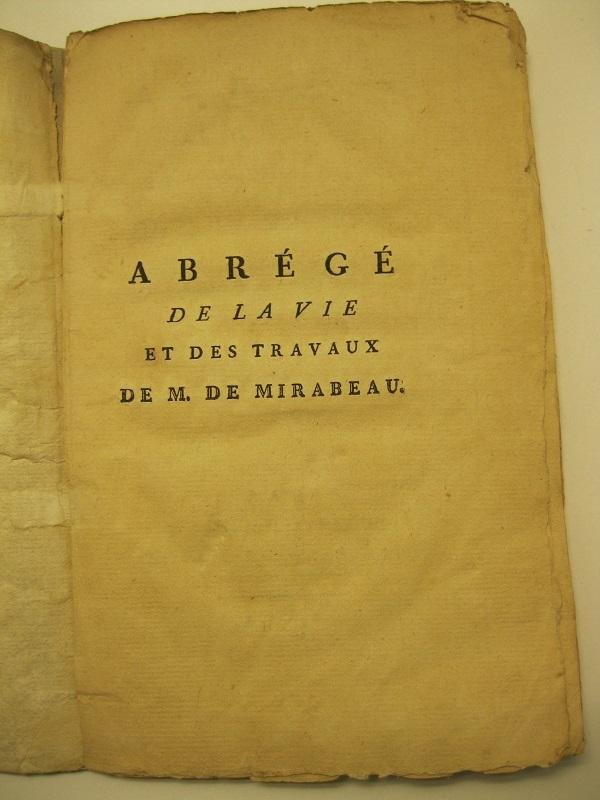 ABRÉGÉ
DE LA VIE
ET DES TRAVAUX
DE M. DE MIRABEAU.